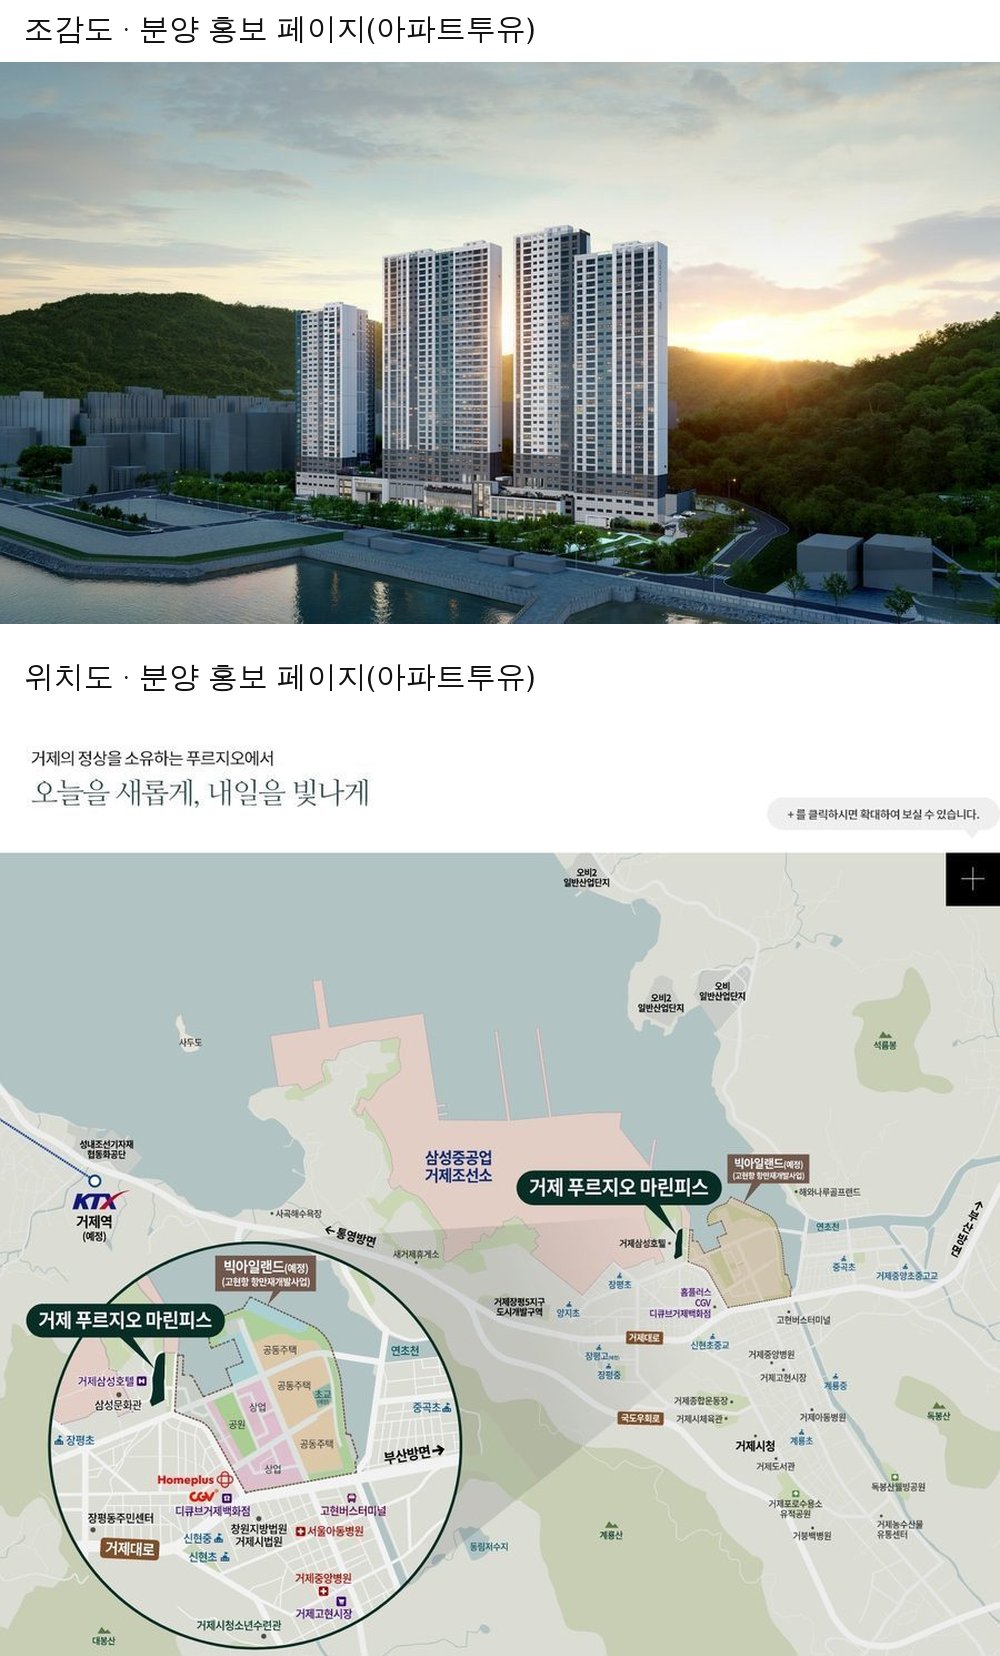 조감도 · 분양 홍보 페이지(아파트투유)
위치도 · 분양 홍보 페이지(아파트투유)
거제의 정상을 소유하는 푸르지오에서
오늘을 새롭게, 내일을 빛나게
+ 를 클릭하시면 확대하여 보실 수 있습니다.
오비2
일반산업단지
오비2
일반산업단지
오비
일반산업단지
석름봉
사두도
성내조선기자재
협동화공단
KTX
거제역
(예정)
삼성중공업
거제조선소
거제 푸르지오 마린피스
빅아일랜드(예정)
(고현항 항만재개발사업)
해와나루골프랜드
사곡해수욕장
←통영방면
새거제휴게소
거제삼성호텔
연초천
←부산방면
중곡초
거제중앙초중고교
장평초
거제장평5지구
도시개발구역
양지초
홈플러스
CGV
디큐브거제백화점
고현버스터미널
거제대로
신현초중교
장평고(예정)
장평중
거제중앙병원
거제고현시장
계룡중
거제종합운동장
국도우회로
거제시체육관
거제아동병원
독봉산
거제시청
계룡초
거제도서관
독봉산웰빙공원
거제포로수용소
유적공원
거제농수산물
유통센터
거붕백병원
계룡산
동림저수지
대봉산
빅아일랜드(예정)
(고현항 항만재개발사업)
거제 푸르지오 마린피스
공동주택
연초천
거제삼성호텔 H
공동주택
초교
(예정)
삼성문화관
상업
중곡초
공원
장평초
공동주택
부산방면→
상업
Homeplus
CGV
디큐브거제백화점
고현버스터미널
장평동주민센터
창원지방법원
거제시법원
서울아동병원
신현중
거제대로
신현초
거제중앙병원
거제고현시장
거제시청소년수련관